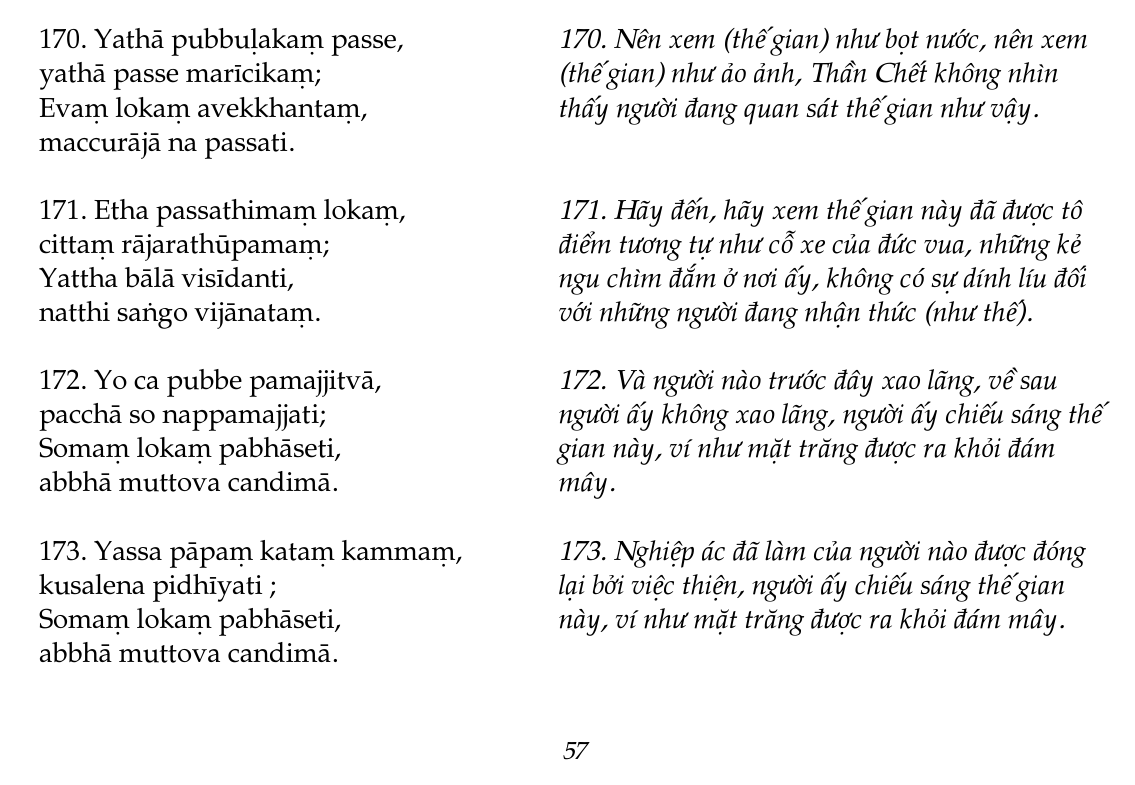 170. Yathā pubbuḷakaṃ passe,
yathā passe marīcikaṃ;
Evaṃ lokaṃ avekkhantaṃ,
maccurājā na passati.
170. Nên xem (thế gian) như bọt nước, nên xem
(thế gian) như ảo ảnh, Thần Chết không nhìn
thấy người đang quan sát thế gian như vậy.
171. Etha passathimaṃ lokaṃ,
cittaṃ rājarathūpamaṃ;
Yattha bālā visīdanti,
natthi saṅgo vijānataṃ.
171. Hãy đến, hãy xem thế gian này đã được tô
điểm tương tự như cỗ xe của đức vua, những kẻ
ngu chìm đắm ở nơi ấy, không có sự dính líu đối
với những người đang nhận thức (như thế).
172. Yo ca pubbe pamajjitvā,
pacchā so nappamajjati;
Somaṃ lokaṃ pabhāseti,
abbhā muttova candimā.
172. Và người nào trước đây xao lãng, về sau
người ấy không xao lãng, người ấy chiếu sáng thế
gian này, ví như mặt trăng được ra khỏi đám
mây.
173. Yassa pāpaṃ kataṃ kammaṃ,
kusalena pidhīyati ;
Somaṃ lokaṃ pabhāseti,
abbhā muttova candimā.
173. Nghiệp ác đã làm của người nào được đóng
lại bởi việc thiện, người ấy chiếu sáng thế gian
này, ví như mặt trăng được ra khỏi đám mây.
57